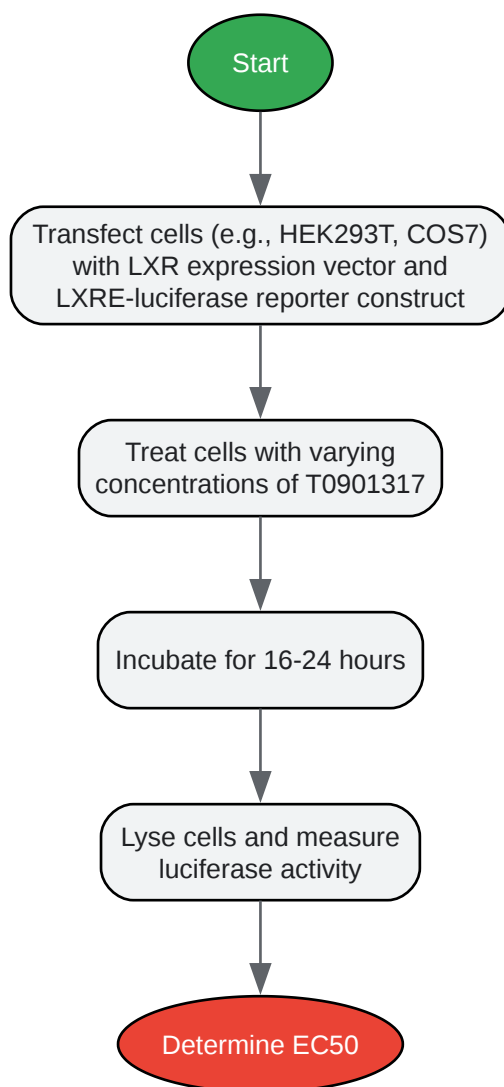 Start
Transfect cells (e.g., HEK293T, COS7)
with LXR expression vector and
LXRE-luciferase reporter construct
Treat cells with varying
concentrations of T0901317
Incubate for 16-24 hours
Lyse cells and measure
luciferase activity
Determine EC50